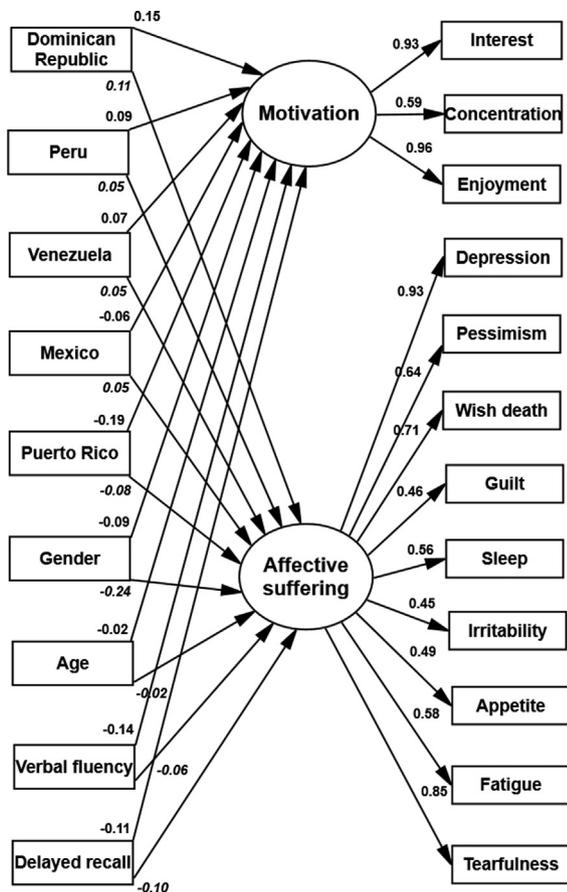 0.15
Dominican
Republic
0.11
0.09
Peru
0.05
0.07
Venezuela
0.05
-0.06
Mexico
0.05
-0.19
Puerto Rico
-0.08
-0.09
Gender
-0.24
-0.02
Age
-0.02
-0.14
Verbal fluency
-0.06
-0.11
Delayed recall
-0.10
Motivation
Affective
suffering
0.93
Interest
0.59
Concentration
0.96
Enjoyment
Depression
0.93
Pessimism
0.64
Wish death
0.71
Guilt
0.46
Sleep
0.56
Irritability
0.45
Appetite
0.49
Fatigue
0.58
Tearfulness
0.85